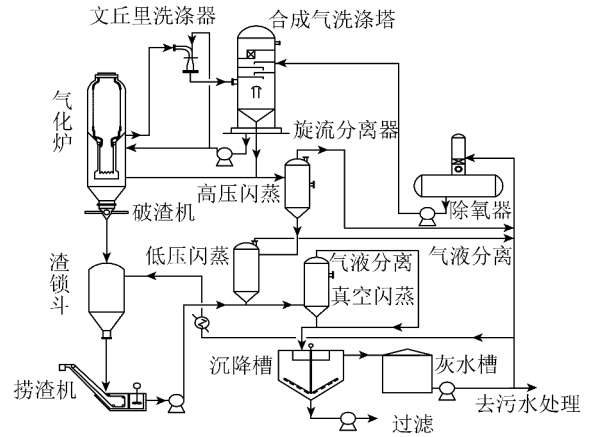 文丘里洗涤器
合成气洗涤塔
气化炉
旋流分离器
高压闪蒸
破渣机
除氧器
低压闪蒸
气液分离
气液分离
渣锁斗
真空闪蒸
沉降槽
灰水槽
捞渣机
去污水处理
过滤